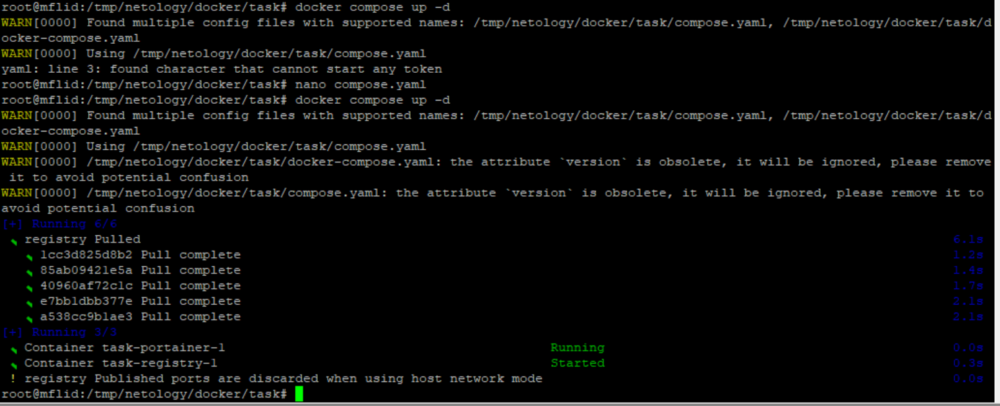 root@mflid:/tmp/netology/docker/task# docker compose up -d
WARN[0000] Found multiple config files with supported names: /tmp/netology/docker/task/compose.yaml, /tmp/netology/docker/task/d
ocker-compose.yaml
WARN[0000] Using /tmp/netology/docker/task/compose.yaml
yaml: line 3: found character that cannot start any token
root@mflid:/tmp/netology/docker/task# nano compose.yaml
root@mflid:/tmp/netology/docker/task# docker compose up -d
WARN[0000] Found multiple config files with supported names: /tmp/netology/docker/task/compose.yaml, /tmp/netology/docker/task/d
ocker-compose.yaml
WARN[0000] Using /tmp/netology/docker/task/compose.yaml
WARN[0000] /tmp/netology/docker/task/docker-compose.yaml: the attribute `version` is obsolete, it will be ignored, please remove
 it to avoid potential confusion
WARN[0000] /tmp/netology/docker/task/compose.yaml: the attribute `version` is obsolete, it will be ignored, please remove it to
avoid potential confusion
[+] Running 6/6
registry Pulled 6.1s
1cc3d825d8b2 Pull complete 1.2s
85ab09421e5a Pull complete 1.4s
40960af72c1c Pull complete 1.7s
e7bb1dbb377e Pull complete 2.1s
a538cc9b1ae3 Pull complete 2.1s
[+] Running 3/3
Container task-portainer-1 Running 0.0s
Container task-registry-1 Started 0.3s
! registry Published ports are discarded when using host network mode 0.0s
root@mflid:/tmp/netology/docker/task#